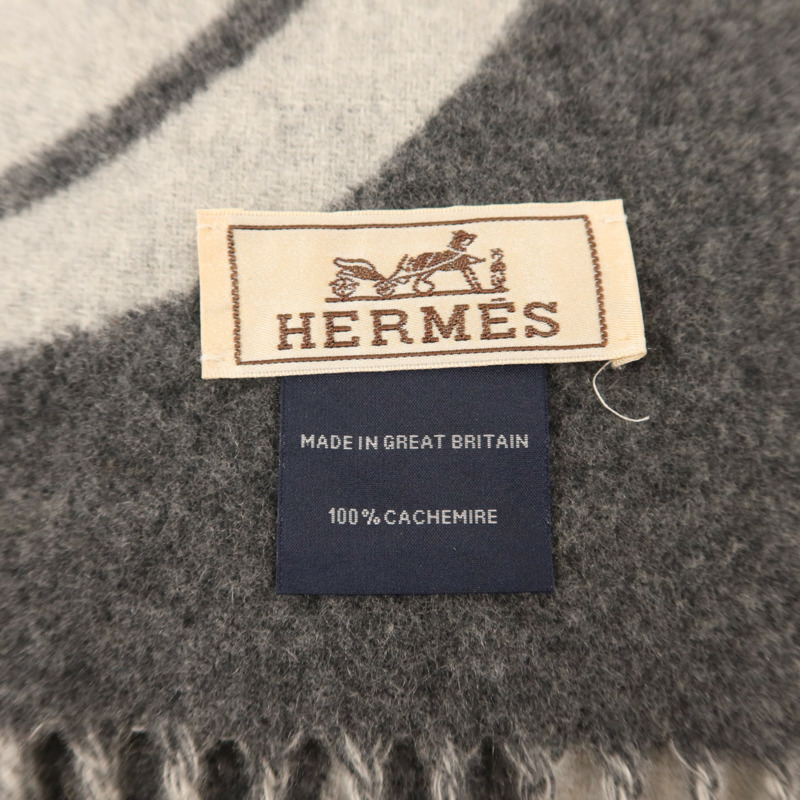 HERMÈS
MADE IN GREAT BRITAIN
100% CACHEMIRE